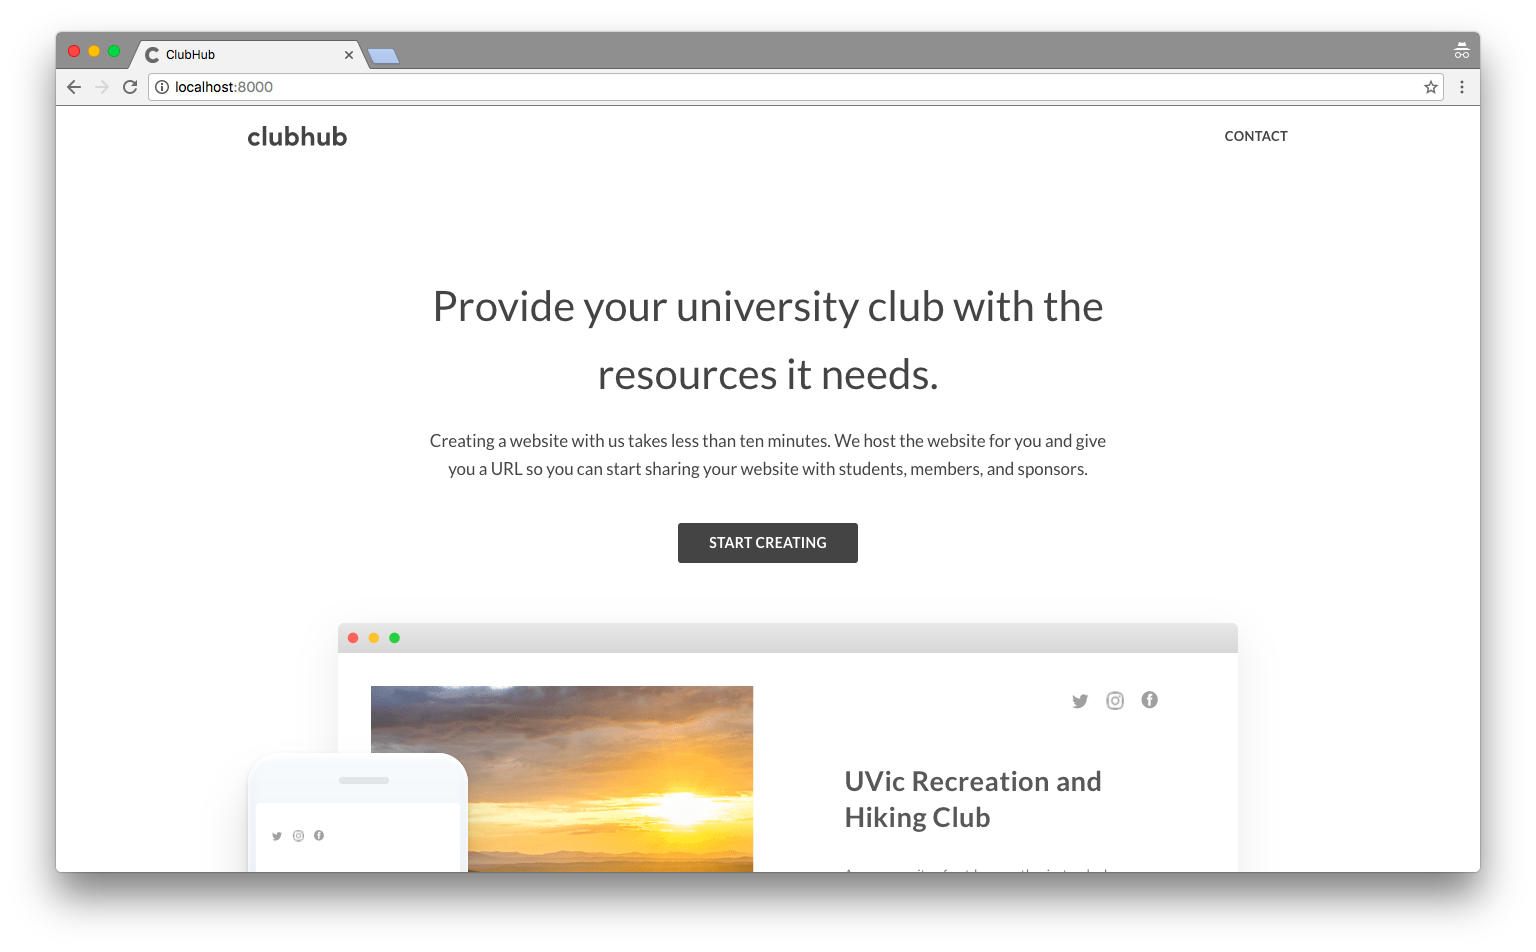 ClubHub
localhost:8000
clubhub
CONTACT
Provide your university club with the
resources it needs.
Creating a website with us takes less than ten minutes. We host the website for you and give
you a URL so you can start sharing your website with students, members, and sponsors.
START CREATING
UVic Recreation and
Hiking Club